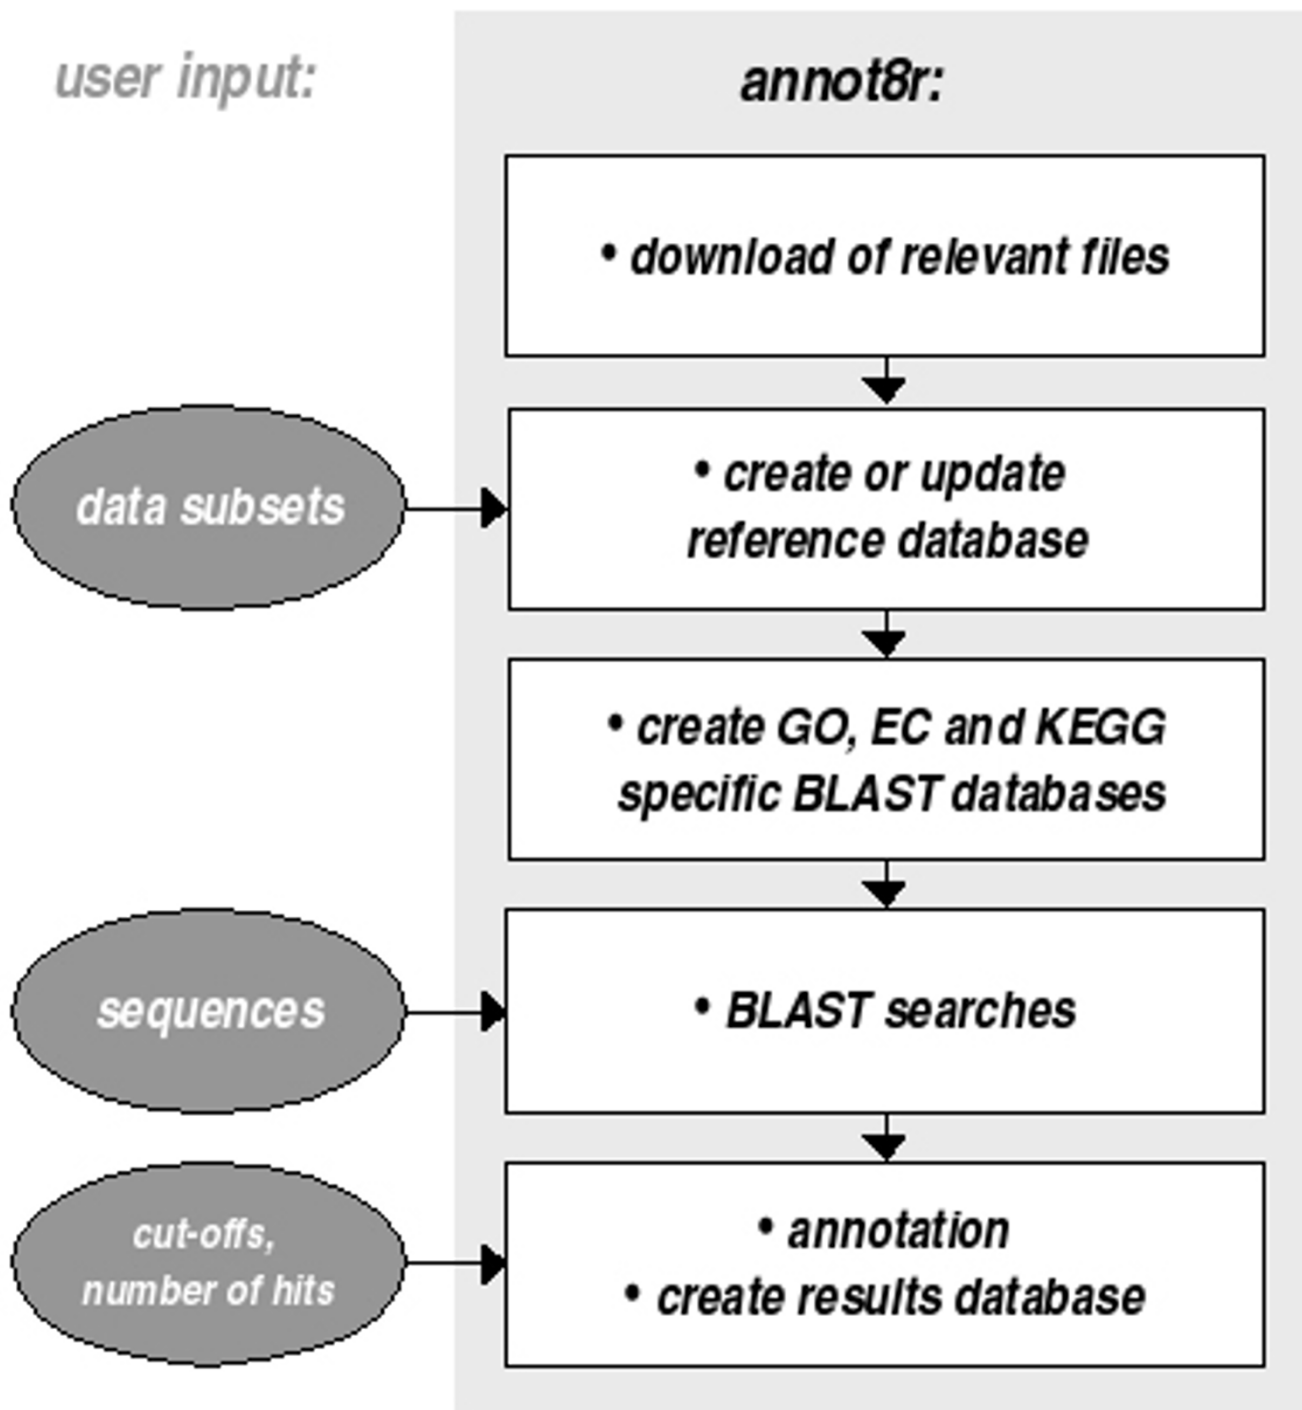 user input:
annot8r:
• download of relevant files
data subsets
• create or update
reference database
• create GO, EC and KEGG
specific BLAST databases
sequences
• BLAST searches
cut-offs,
number of hits
• annotation
• create results database